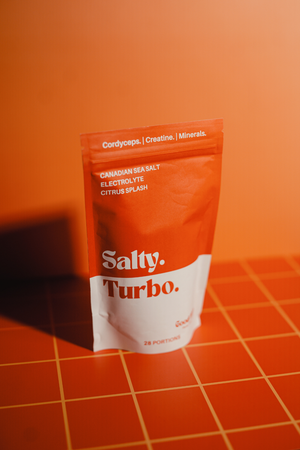 Cordyceps. | Creatine. | Minerals.
CANADIAN SEA SALT
ELECTROLYTE
CITRUS SPLASH
Salty.
Turbo.
28 PORTIONS